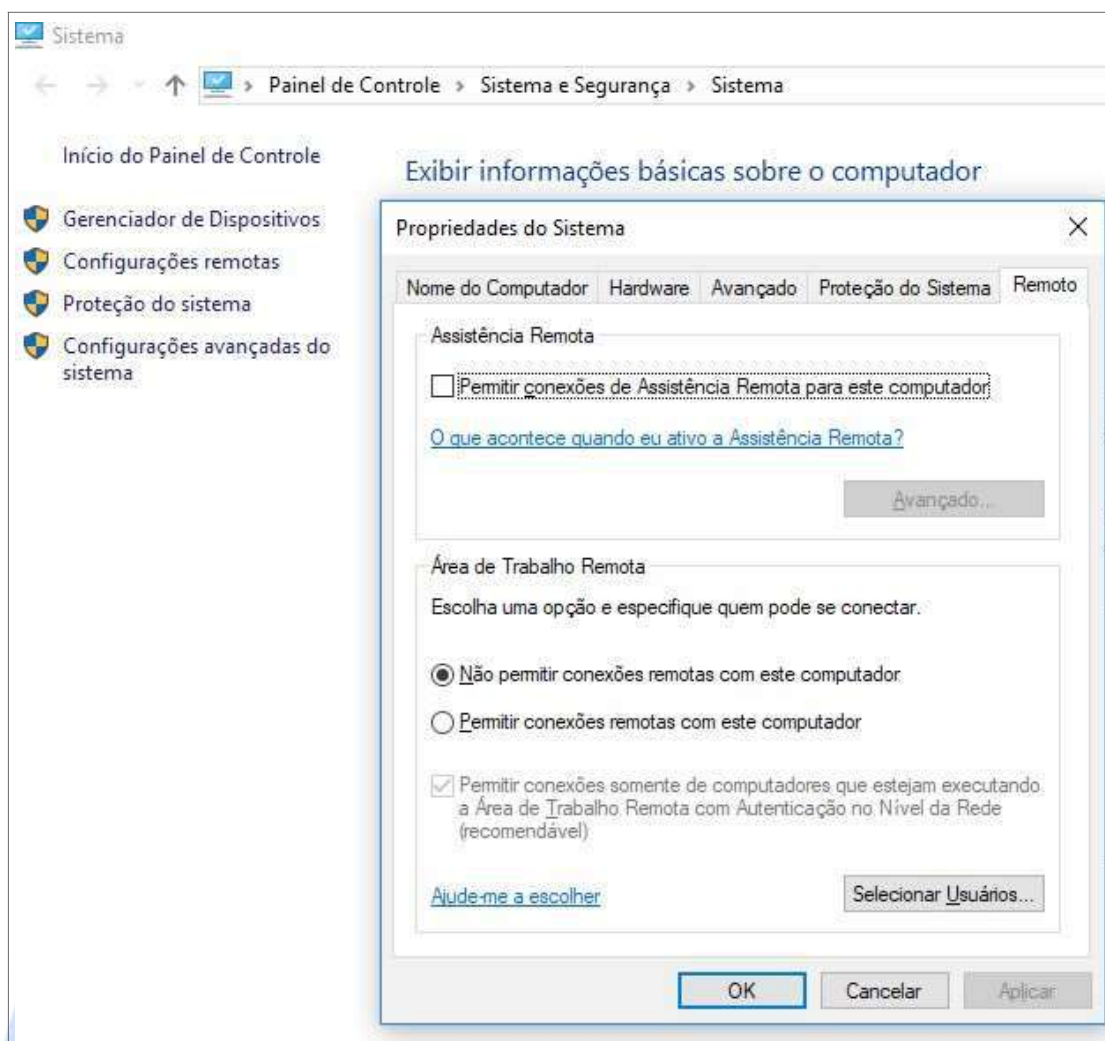 Sistema
Painel de Controle › Sistema e Segurança › Sistema
Início do Painel de Controle
Gerenciador de Dispositivos
Configurações remotas
Proteção do sistema
Configurações avançadas do
sistema
Exibir informações básicas sobre o computador
Propriedades do Sistema
Nome do Computador Hardware Avançado Proteção do Sistema Remoto
Assistência Remota
Permitir conexões de Assistência Remota para este computador
O que acontece quando eu ativo a Assistência Remota?
Avançado...
Área de Trabalho Remota
Escolha uma opção e especifique quem pode se conectar.
Não permitir conexões remotas com este computador
Permitir conexões remotas com este computador
Permitir conexões somente de computadores que estejam executando
a Área de Trabalho Remota com Autenticação no Nível da Rede
(recomendável)
Ajude-me a escolher
Selecionar Usuários...
OK Cancelar Aplicar